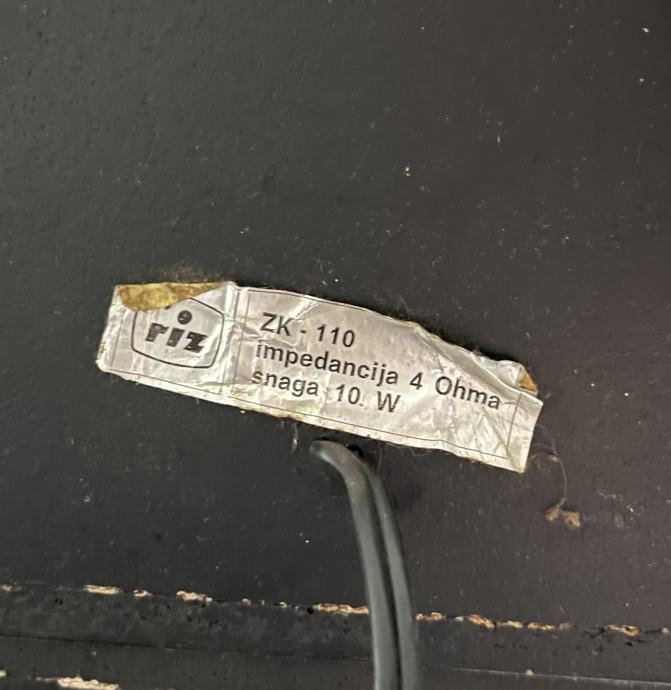 riz
ZK - 110
impedancija 4 Ohma
snaga 10. W